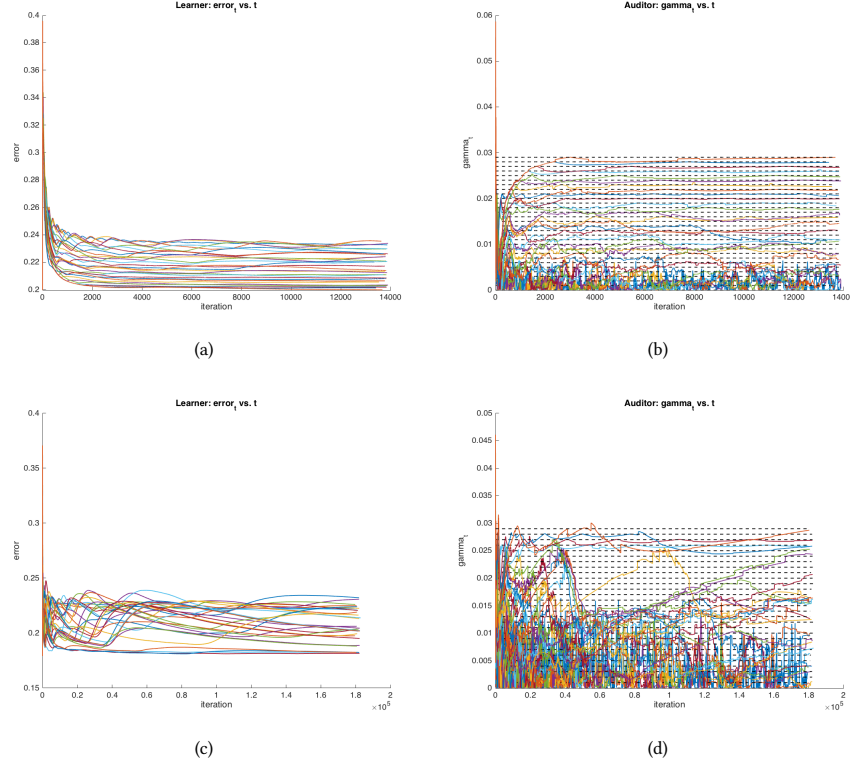 Learner: error_t vs. t
error
0.4
0.38
0.36
0.34
0.32
0.3
0.28
0.26
0.24
0.22
0.2
0 2000 4000 6000 8000 10000 12000 14000
iteration
(a)
Auditor: gamma_t vs. t
gamma_t
0.06
0.05
0.04
0.03
0.02
0.01
0
0 2000 4000 6000 8000 10000 12000 1400
iteration
(b)
Learner: error_t vs. t
error
0.4
0.35
0.3
0.25
0.2
0.15
0 0.2 0.4 0.6 0.8 1 1.2 1.4 1.6 1.8 2
×10^5
iteration
(c)
Auditor: gamma_t vs. t
gamma_t
0.05
0.045
0.04
0.035
0.03
0.025
0.02
0.015
0.01
0.005
0
0 0.2 0.4 0.6 0.8 1 1.2 1.4 1.6 1.8 2
×10^5
iteration
(d)